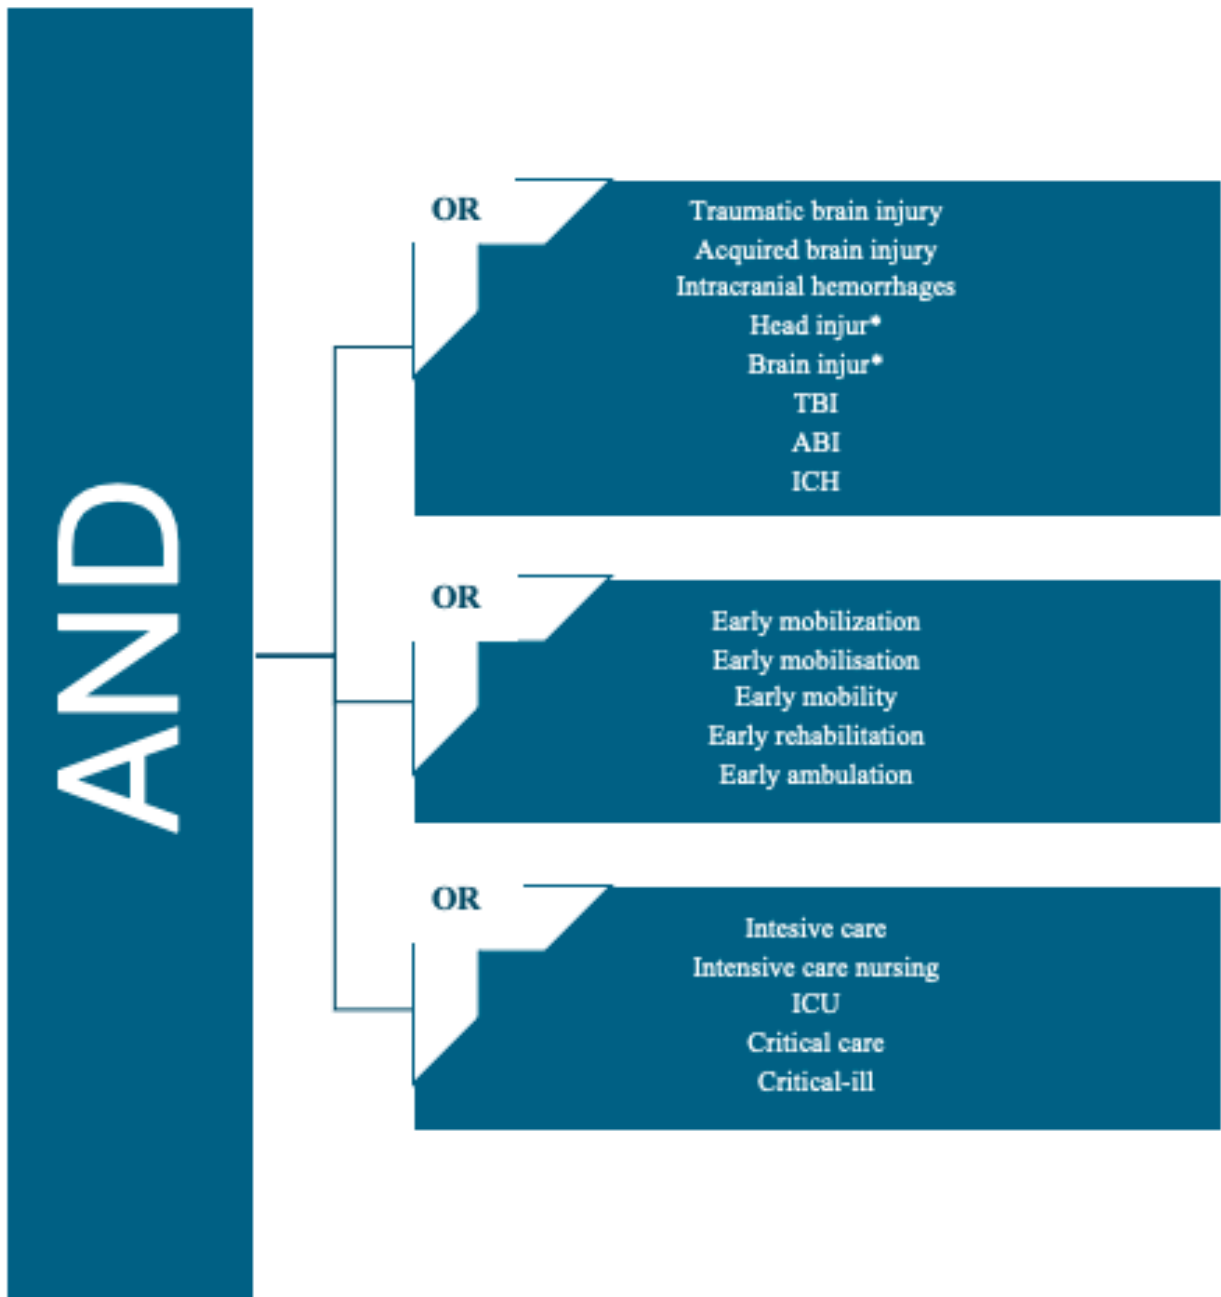 AND
OR
Traumatic brain injury
Acquired brain injury
Intracranial hemorrhages
Head injur*
Brain injur*
TBI
ABI
ICH
OR
Early mobilization
Early mobilisation
Early mobility
Early rehabilitation
Early ambulation
OR
Intesive care
Intensive care nursing
ICU
Critical care
Critical-ill